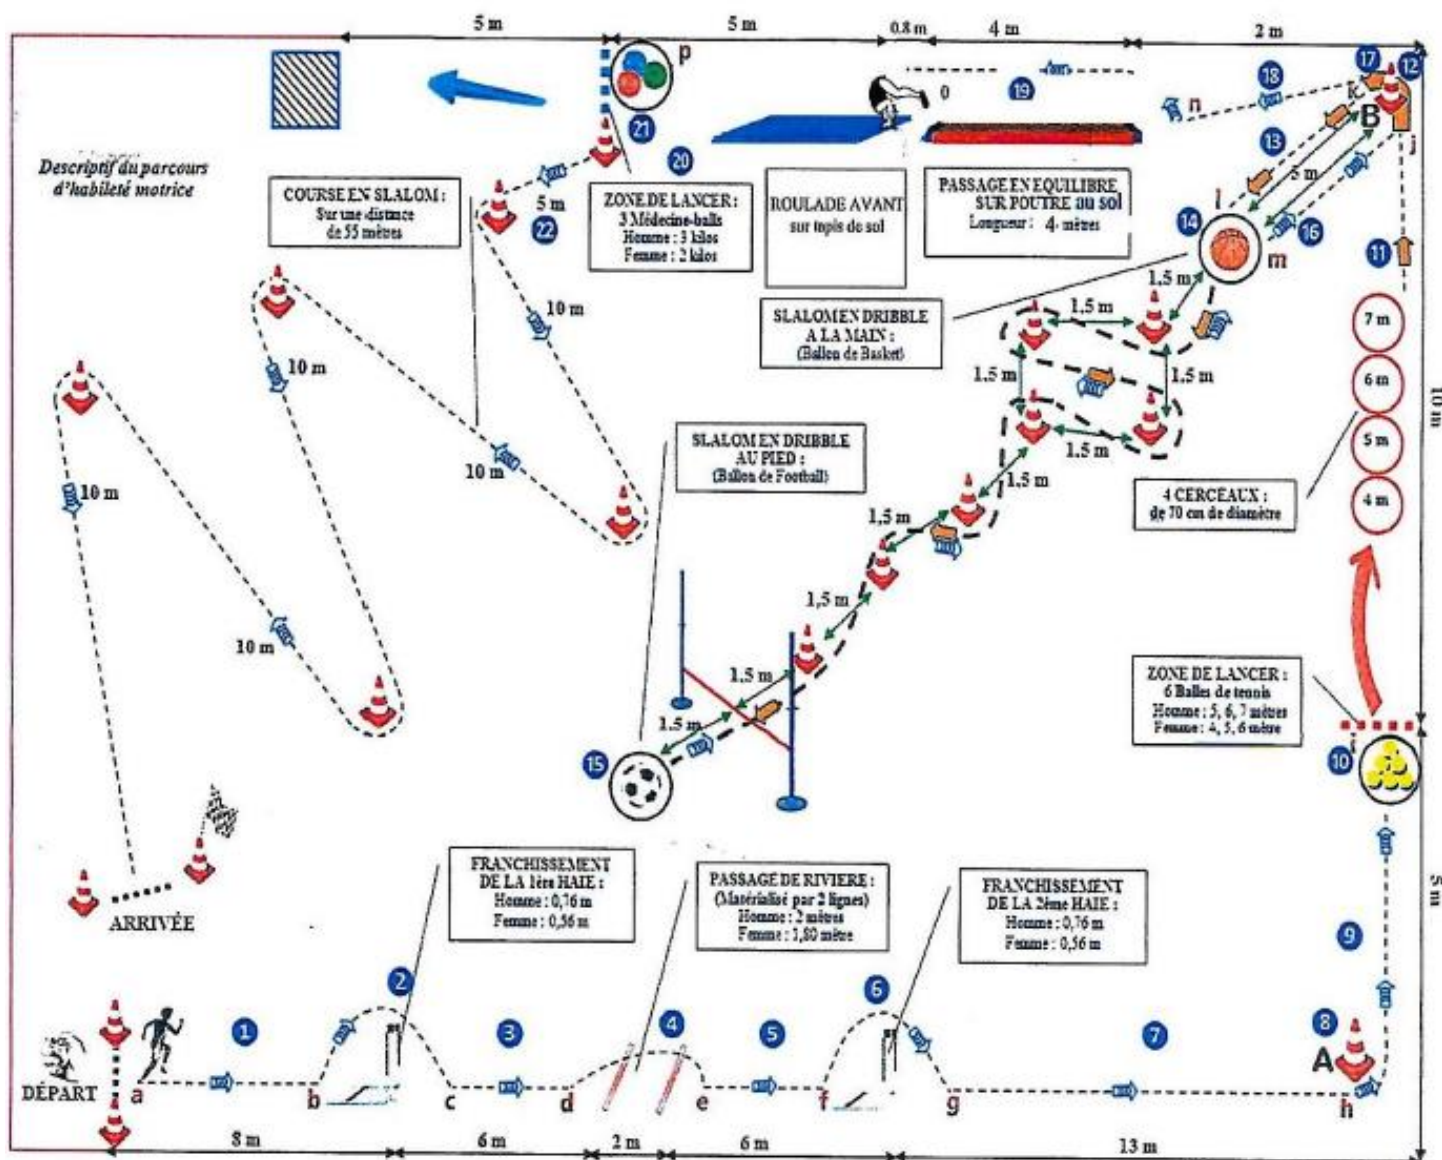 5 m
5 m
0.8 m
4 m
2 m
P
17
12
18
k
n
O
19
B
j
21
13
Descriptif du parcours
d'habileté motrice
20
5 m
COURSE EN SLALOM :
Sur une distance
de 55 mètres
5 m
22
ZONE DE LANCER :
3 Médecine-balls
Homme : 3 kilos
Femme : 2 kilos
ROULADE AVANT
sur tapis de sol
PASSAGE EN EQUILIBRE
SUR POUTRE au sol
Longueur : 4 mètres
l
14
16
m
11
1.5 m
10 m
SLALOM EN DRIBBLE
A LA MAIN :
(Ballon de Basket)
1.5 m
7 m
10 m
1.5 m
1.5 m
6 m
10 m
SLALOM EN DRIBBLE
AU PIED :
(Ballon de Football)
1.5 m
5 m
10 m
10 m
1.5 m
4 CERCEAUX :
de 70 cm de diamètre
4 m
1,5 m
1,5 m
10 m
1.5 m
ZONE DE LANCER :
6 Balles de tennis
Homme : 5, 6, 7 mètres
Femme : 4, 5, 6 mètre
1.5 m
15
i
10
FRANCHISSEMENT
DE LA 1ère HAIE :
Homme : 0,76 m
Femme : 0,56 m
PASSAGE DE RIVIERE :
(Matérialisé par 2 lignes)
Homme : 2 mètres
Femme : 1,80 mètre
FRANCHISSEMENT
DE LA 2ème HAIE :
Homme : 0,76 m
Femme : 0,56 m
5 m
ARRIVÉE
9
2
6
1
3
4
5
7
8
A
DÉPART
a
b
c
d
e
f
g
h
8 m
6 m
2 m
6 m
13 m